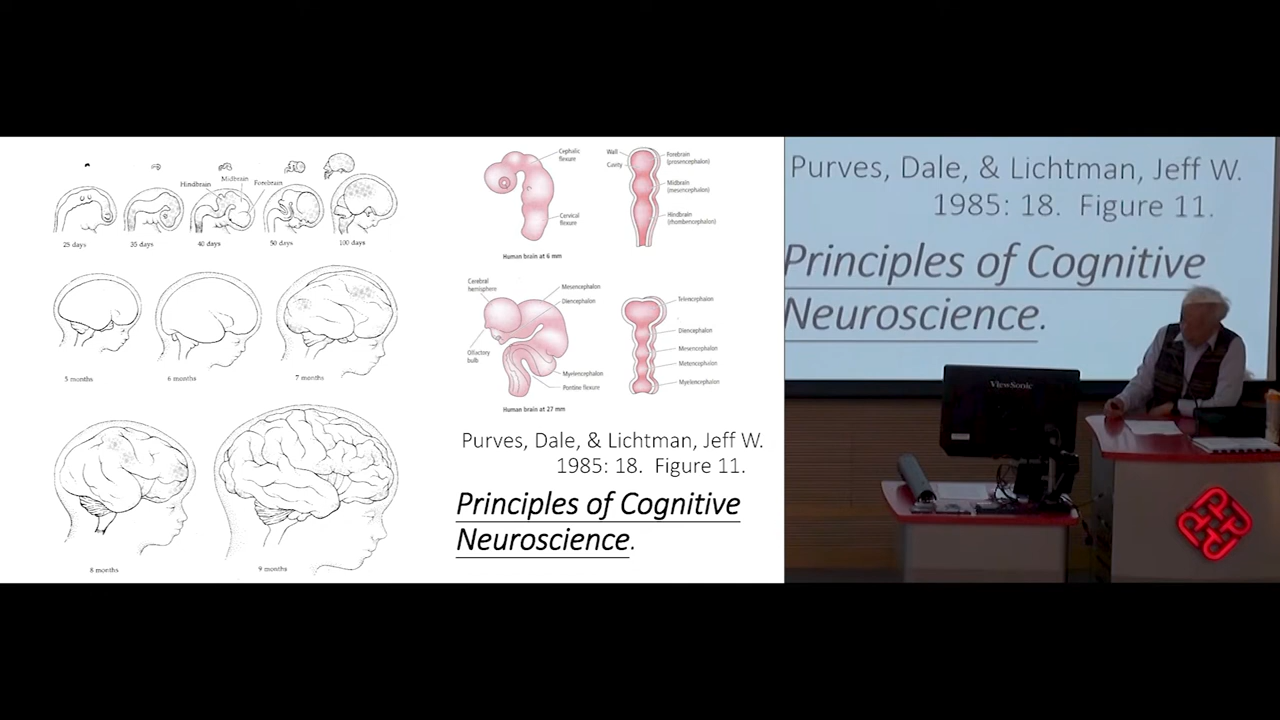 Hindbrain
Midbrain
Forebrain
25 days
35 days
40 days
50 days
100 days
5 months
6 months
7 months
8 months
9 months
Cephalic
flexure
Cervical
flexure
Human brain at 6 mm
Wall
Cavity
Forebrain
(prosencephalon)
Midbrain
(mesencephalon)
Hindbrain
(rhombencephalon)
Cerebral
hemisphere
Mesencephalon
Diencephalon
Olfactory
bulb
Myelencephalon
Pontine flexure
Human brain at 27 mm
Telencephalon
Diencephalon
Mesencephalon
Metencephalon
Myelencephalon
Purves, Dale, & Lichtman, Jeff W.
1985: 18. Figure 11.
Principles of Cognitive
Neuroscience.
Purves, Dale, & Lichtman, Jeff W.
1985: 18. Figure 11.
Principles of Cognitive
Neuroscience.
ViewSonic